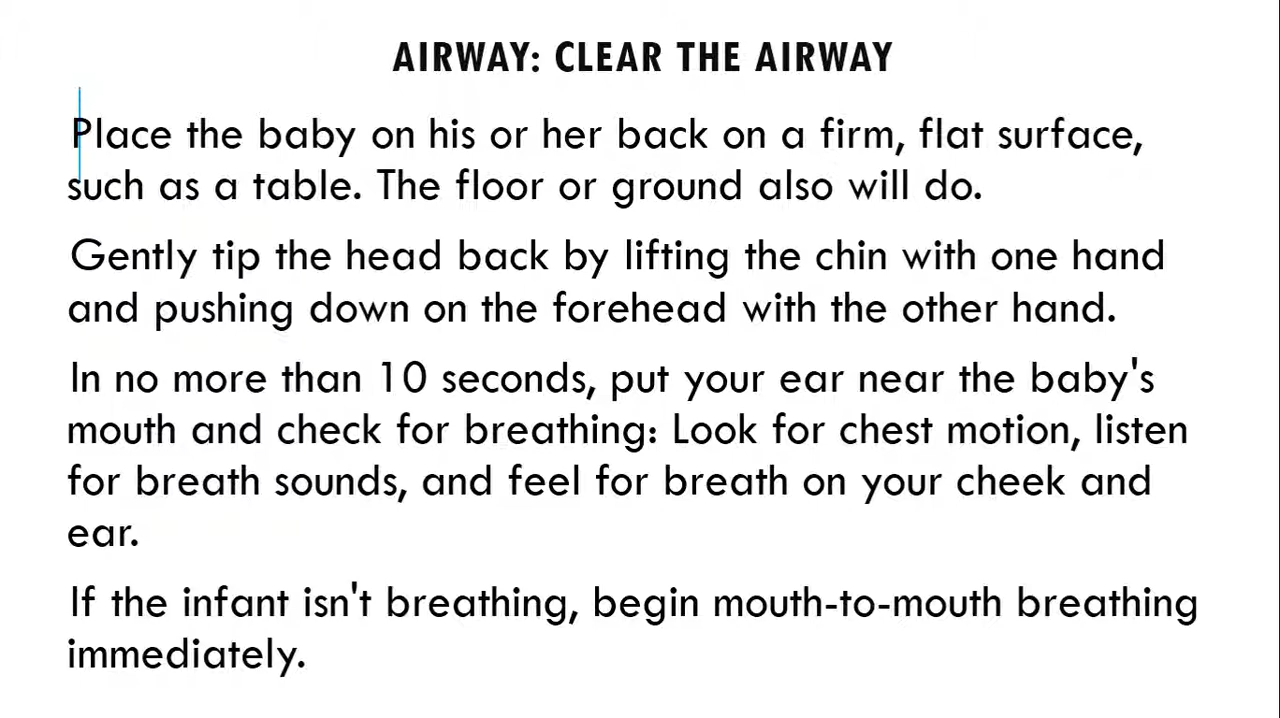 AIRWAY: CLEAR THE AIRWAY
Place the baby on his or her back on a firm, flat surface,
such as a table. The floor or ground also will do.
Gently tip the head back by lifting the chin with one hand
and pushing down on the forehead with the other hand.
In no more than 10 seconds, put your ear near the baby's
mouth and check for breathing: Look for chest motion, listen
for breath sounds, and feel for breath on your cheek and
ear.
If the infant isn't breathing, begin mouth-to-mouth breathing
immediately.